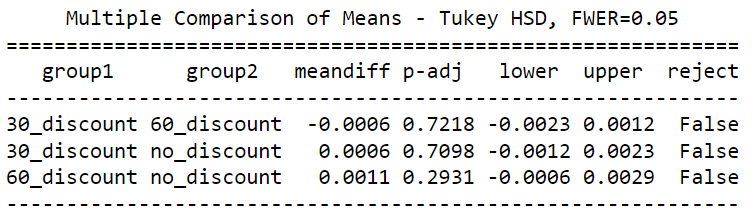 Multiple Comparison of Means - Tukey HSD, FWER=0.05
================================================================
group1 group2 meandiff p-adj lower upper reject
----------------------------------------------------------------
30_discount 60_discount -0.0006 0.7218 -0.0023 0.0012 False
30_discount no_discount 0.0006 0.7098 -0.0012 0.0023 False
60_discount no_discount 0.0011 0.2931 -0.0006 0.0029 False
----------------------------------------------------------------